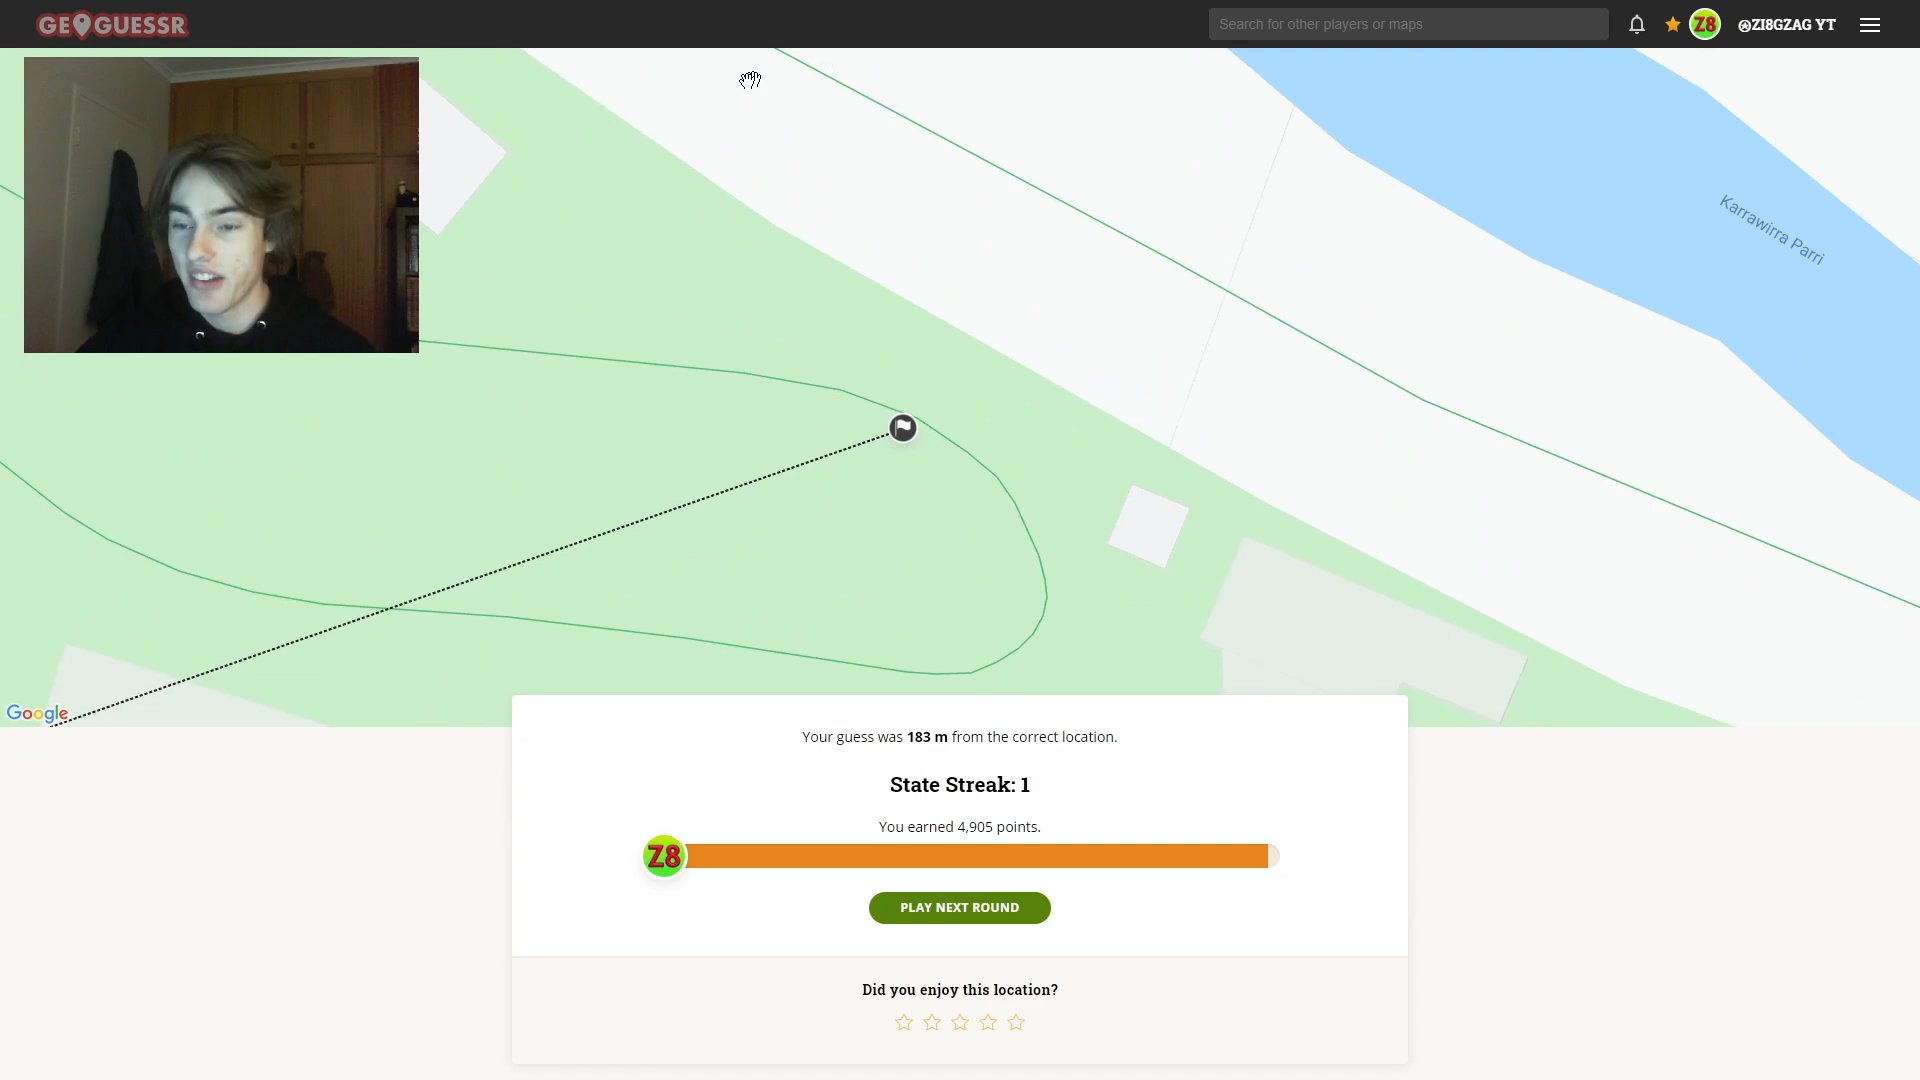 GEOGUESSR
Search for other players or maps
Z8
@ZI8GZAG YT
Karrawirra Parri
Google
Your guess was 183 m from the correct location.
State Streak: 1
You earned 4,905 points.
Z8
PLAY NEXT ROUND
Did you enjoy this location?